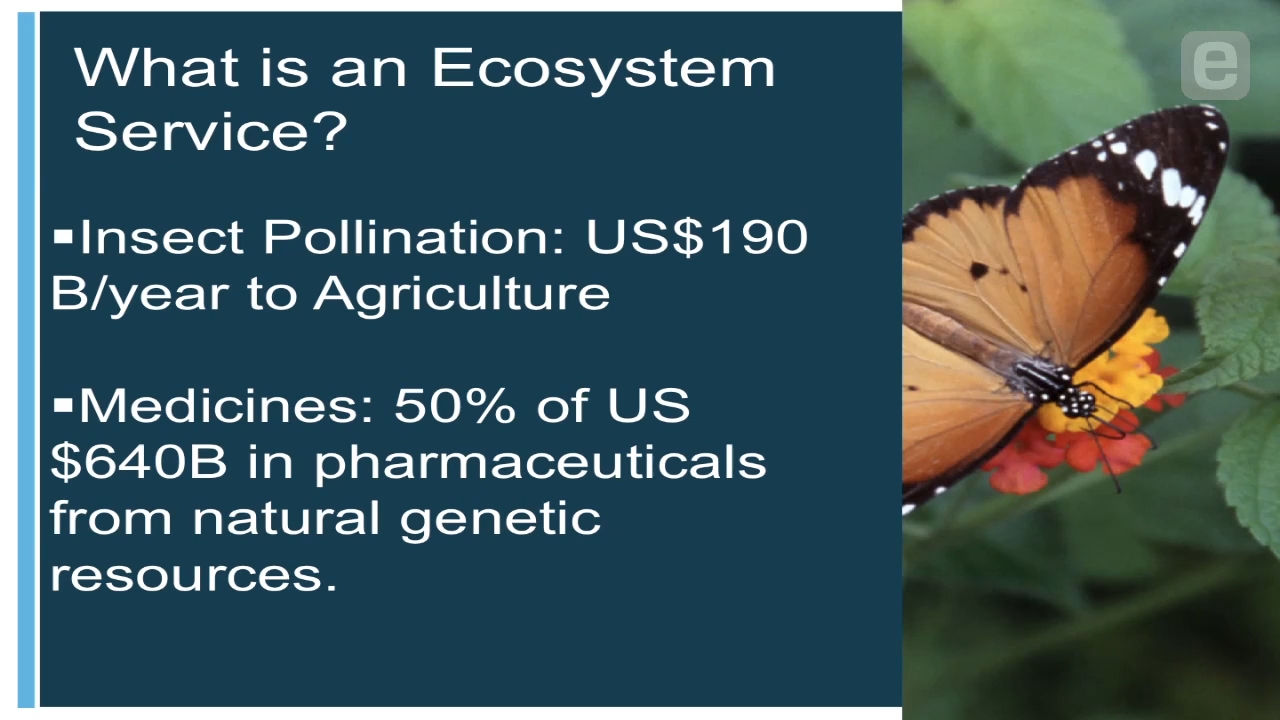 What is an Ecosystem
Service?
▪Insect Pollination: US$190
B/year to Agriculture
▪Medicines: 50% of US
$640B in pharmaceuticals
from natural genetic
resources.
e